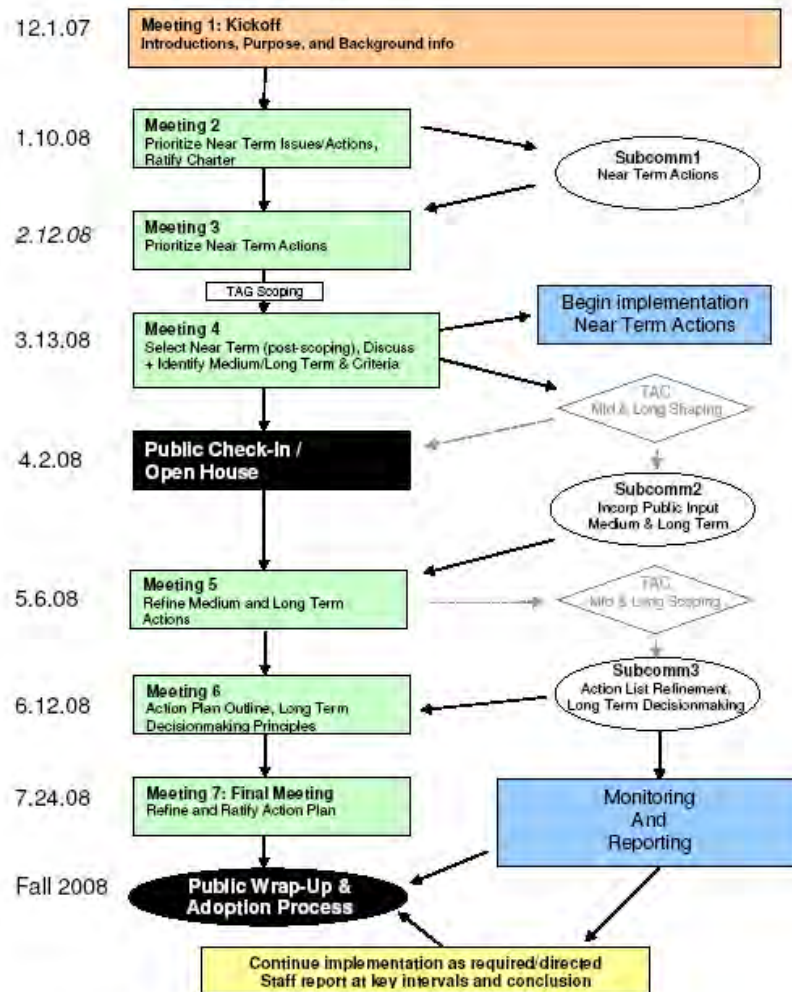 12.1.07
Meeting 1: Kickoff
Introductions, Purpose, and Background info
1.10.08
Meeting 2
Prioritize Near Term Issues/Actions,
Ratify Charter
Subcomm1
Near Term Actions
2.12.08
Meeting 3
Prioritize Near Term Actions
TAG Scoping
3.13.08
Meeting 4
Select Near Term (post-scoping), Discuss
+ Identify Medium/Long Term & Criteria
Begin implementation
Near Term Actions
TAC
Mid & Long Shaping
4.2.08
Public Check-In /
Open House
Subcomm2
Incorp Public Input
Medium & Long Term
5.6.08
Meeting 5
Refine Medium and Long Term
Actions
TAC
Mid & Long Scoping
6.12.08
Meeting 6
Action Plan Outline, Long Term
Decisionmaking Principles
Subcomm3
Action List Refinement,
Long Term Decisionmaking
7.24.08
Meeting 7: Final Meeting
Refine and Ratify Action Plan
Monitoring
And
Reporting
Fall 2008
Public Wrap-Up &
Adoption Process
Continue implementation as required/directed
Staff report at key intervals and conclusion